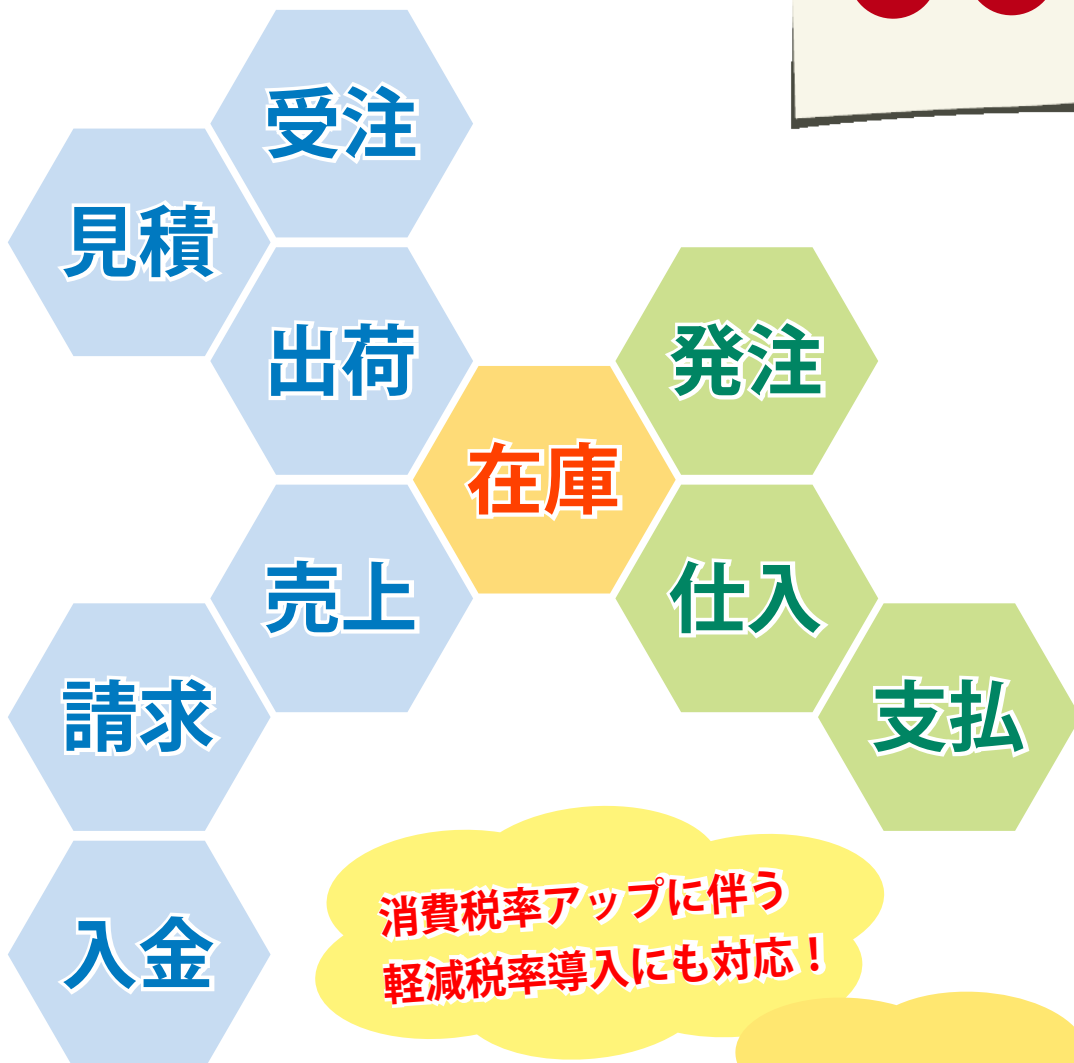 受注
見積
出荷
発注
在庫
売上
仕入
請求
支払
入金
消費税率アップに伴う
軽減税率導入にも対応！